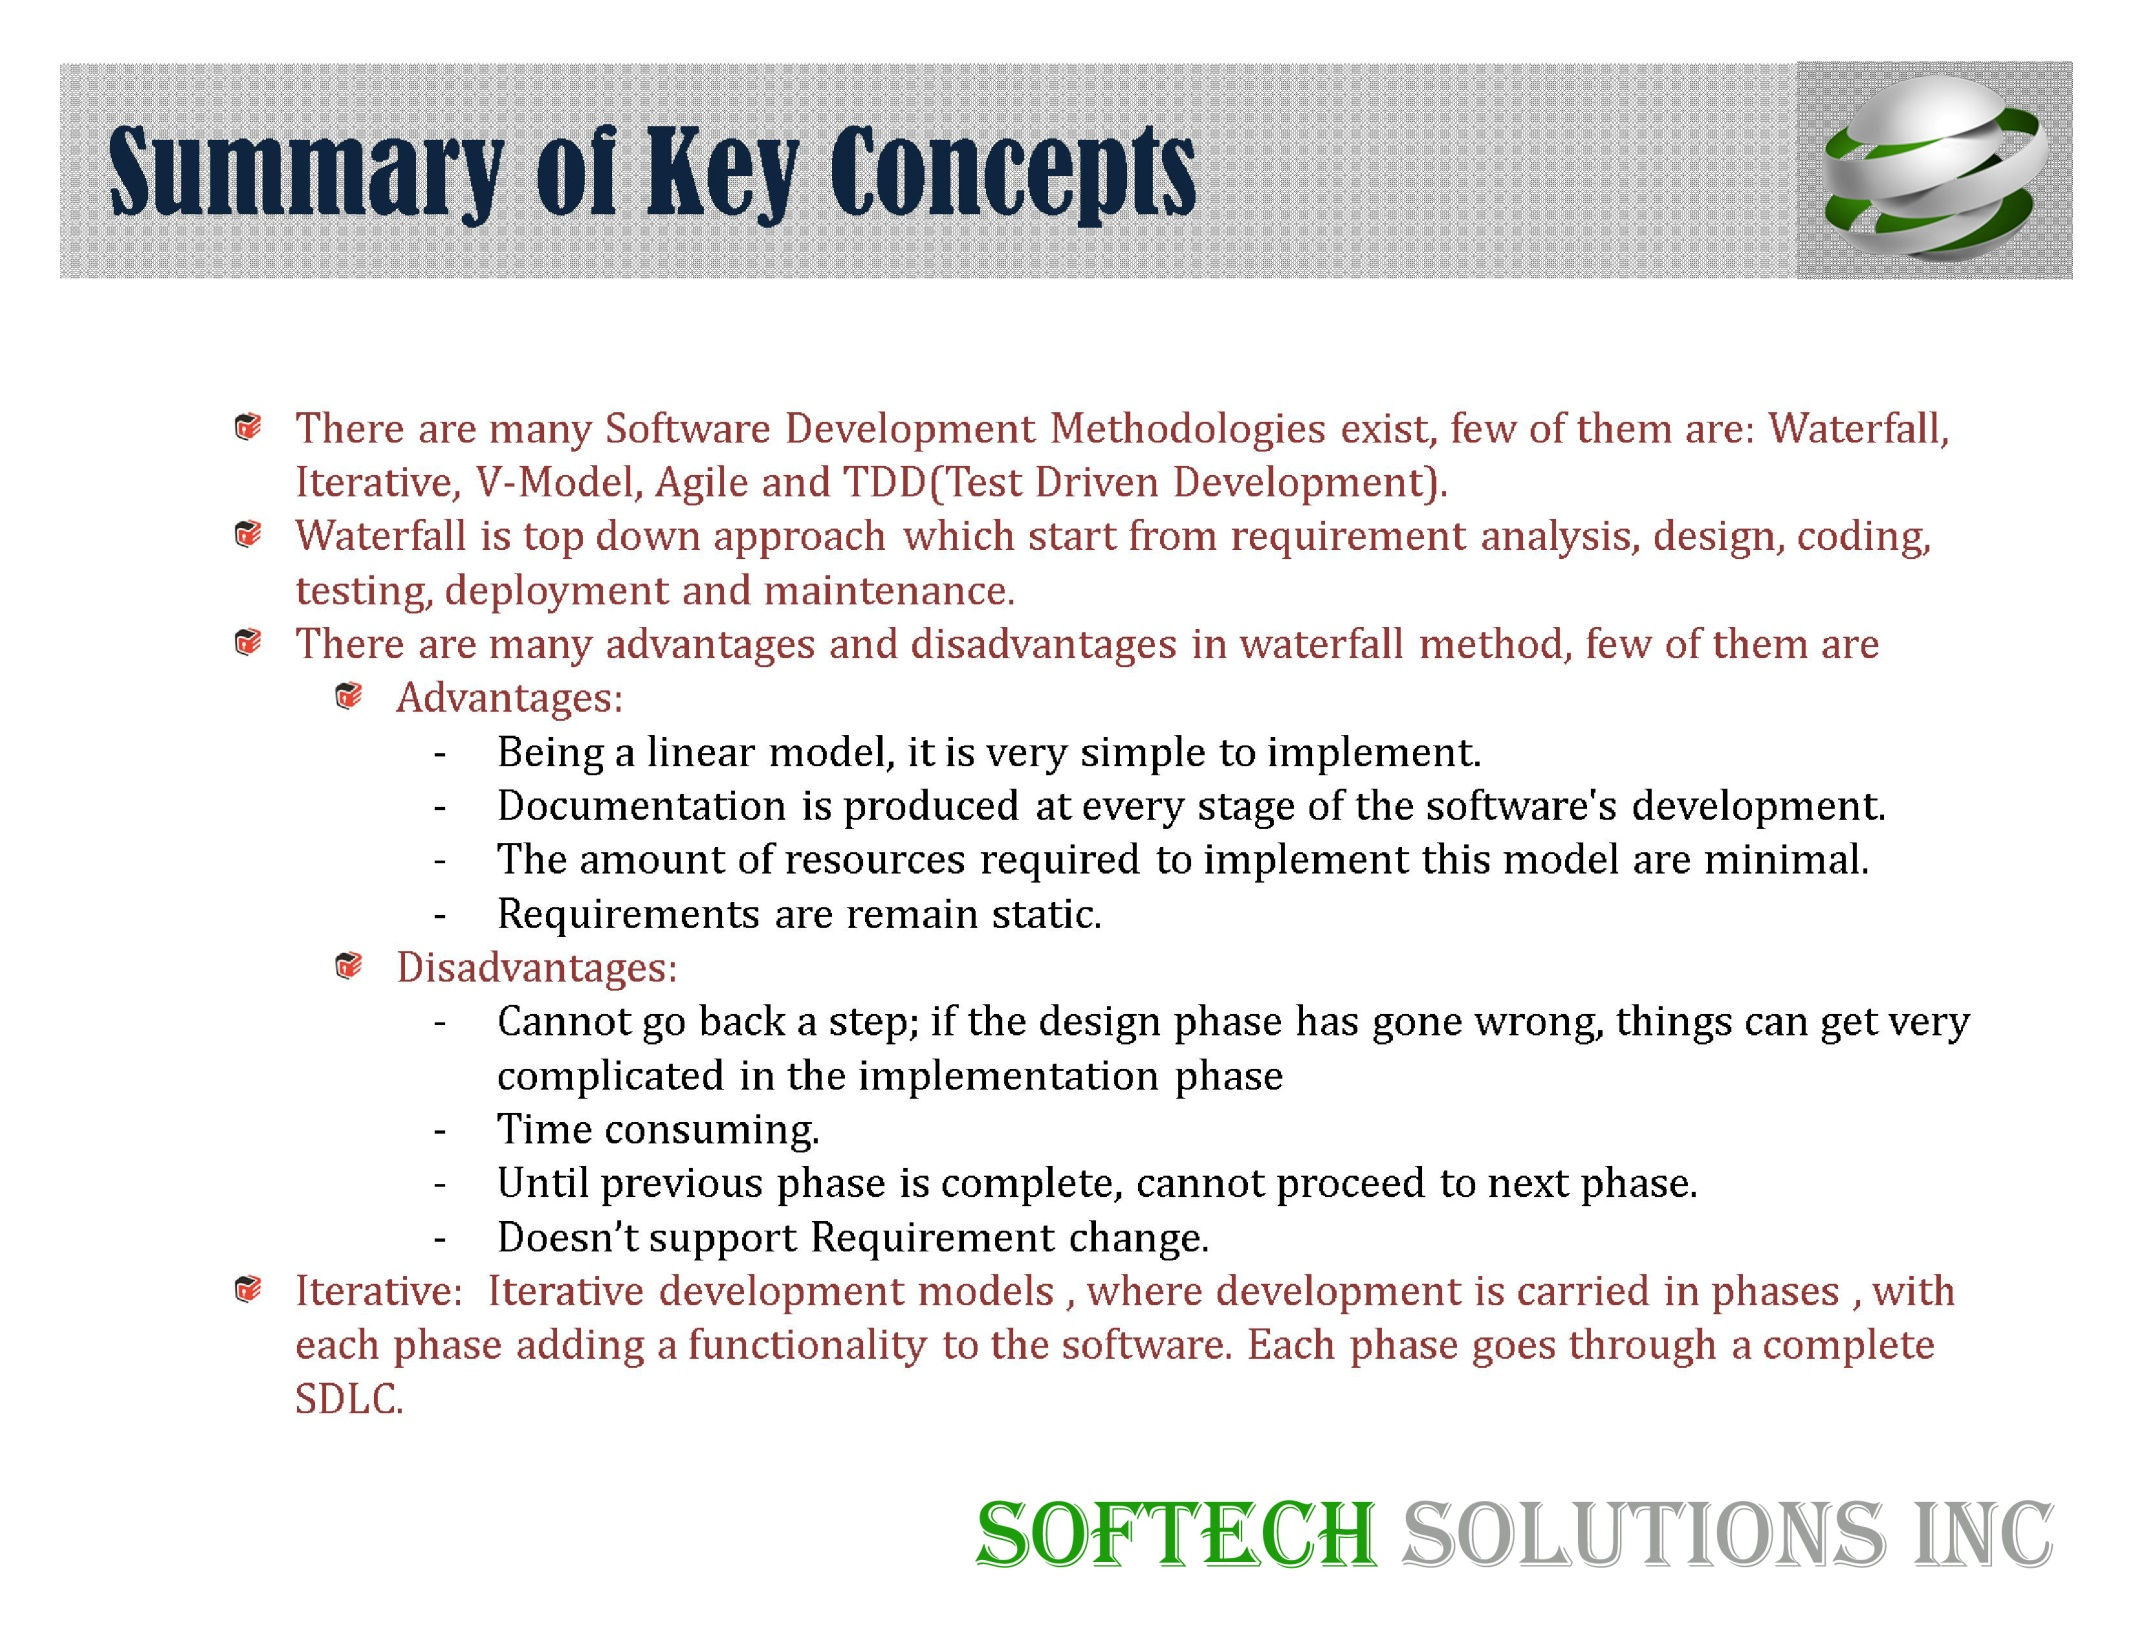 Summary of Key Concepts
There are many Software Development Methodologies exist, few of them are: Waterfall,
Iterative, V-Model, Agile and TDD(Test Driven Development).
Waterfall is top down approach which start from requirement analysis, design, coding,
testing, deployment and maintenance.
There are many advantages and disadvantages in waterfall method, few of them are
Advantages:
- Being a linear model, it is very simple to implement.
- Documentation is produced at every stage of the software's development.
- The amount of resources required to implement this model are minimal.
- Requirements are remain static.
Disadvantages:
- Cannot go back a step; if the design phase has gone wrong, things can get very
complicated in the implementation phase
- Time consuming.
- Until previous phase is complete, cannot proceed to next phase.
- Doesn’t support Requirement change.
Iterative: Iterative development models , where development is carried in phases , with
each phase adding a functionality to the software. Each phase goes through a complete
SDLC.
SOFTECH SOLUTIONS INC